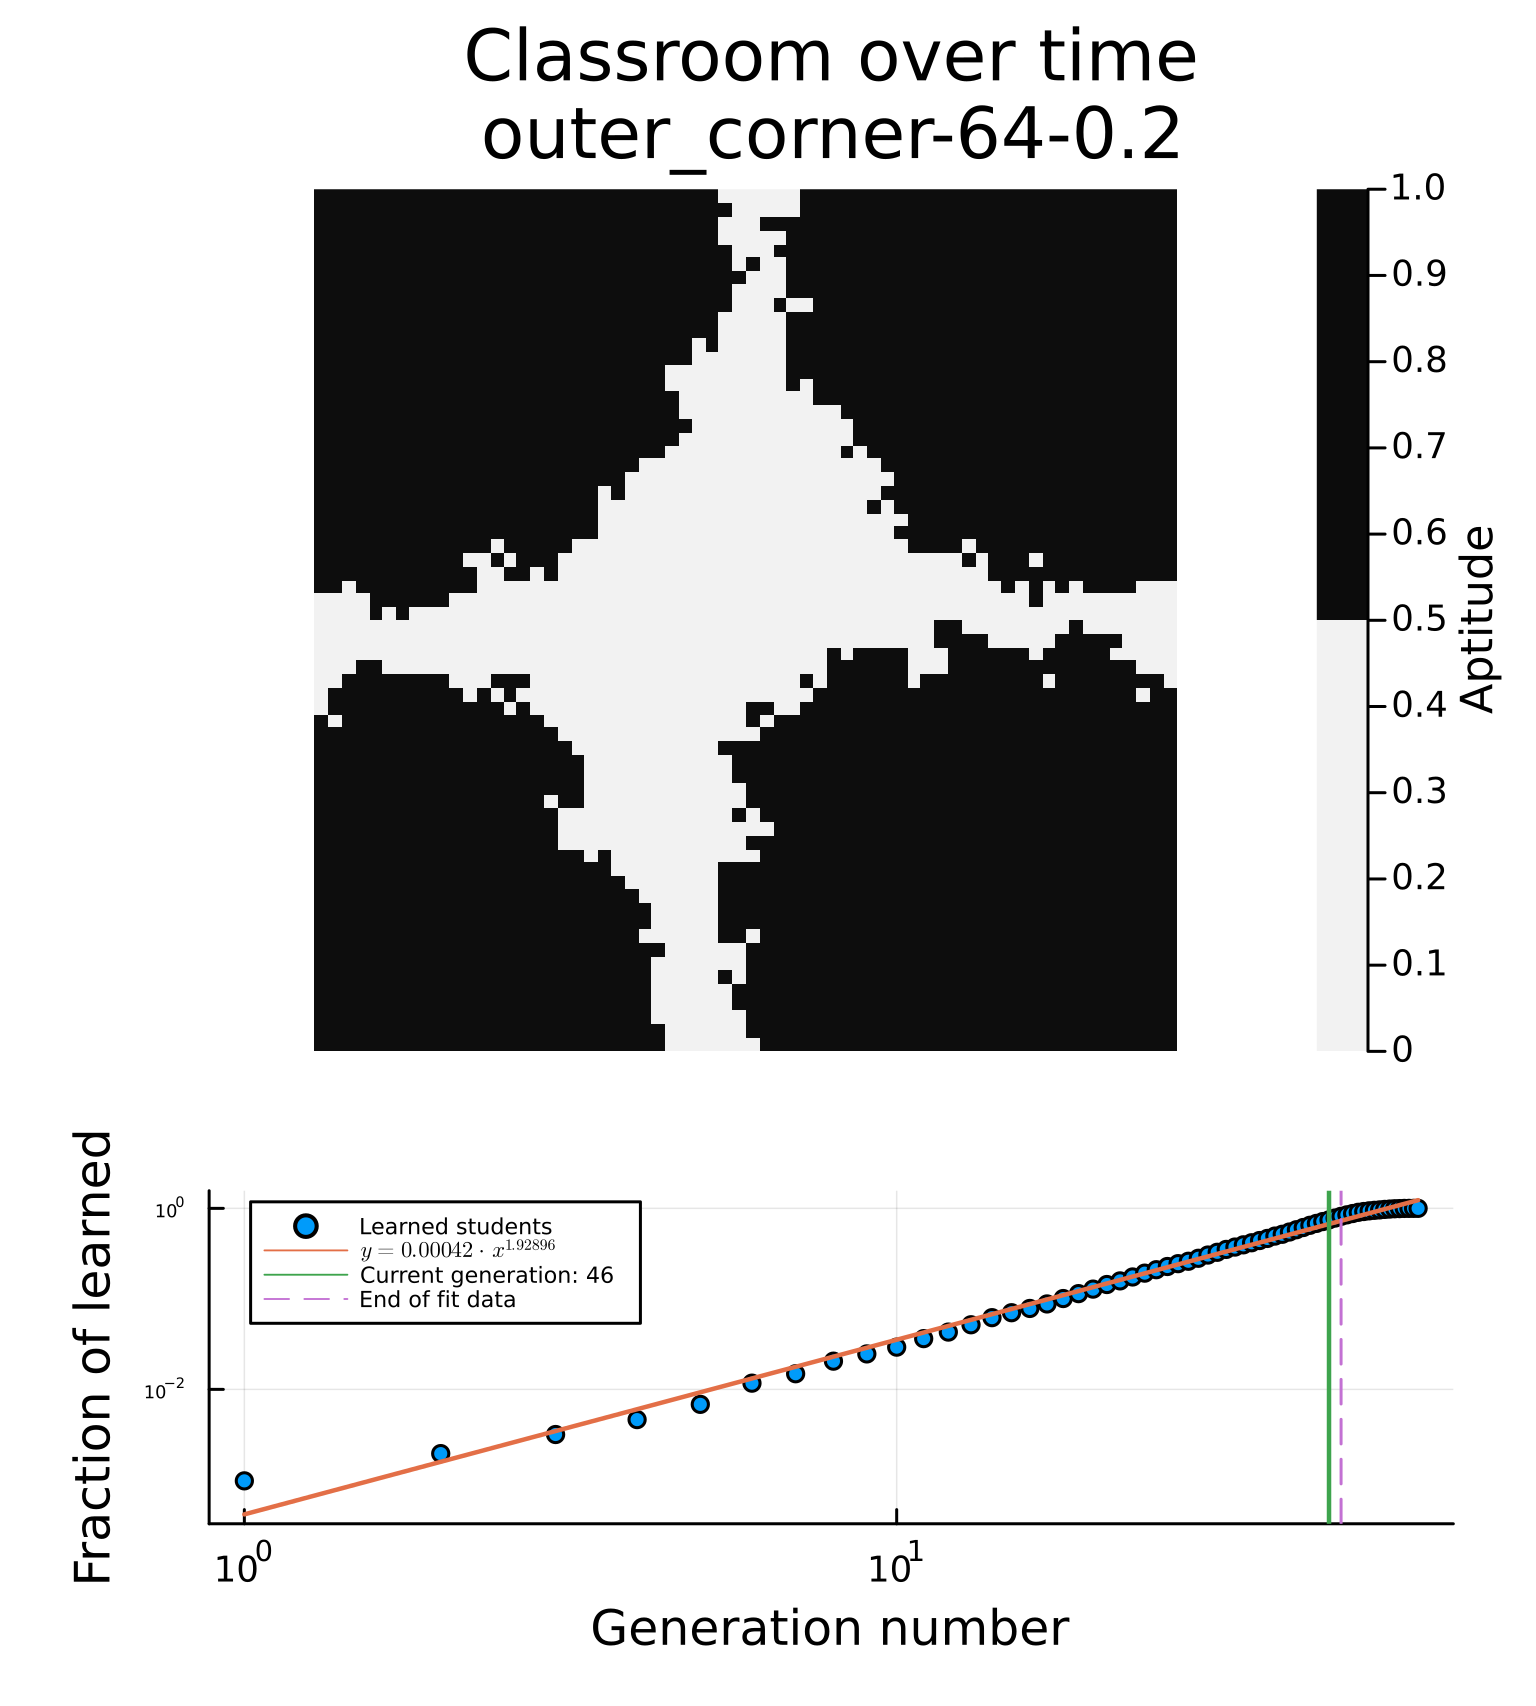 Classroom over time
outer_corner-64-0.2
1.0
0.9
0.8
0.7
0.6
0.5
0.4
0.3
0.2
0.1
0
Aptitude
Fraction of learned
10⁰
10⁻²
Learned students
y = 0.00042 · x^1.92896
Current generation: 46
End of fit data
10⁰
10¹
Generation number